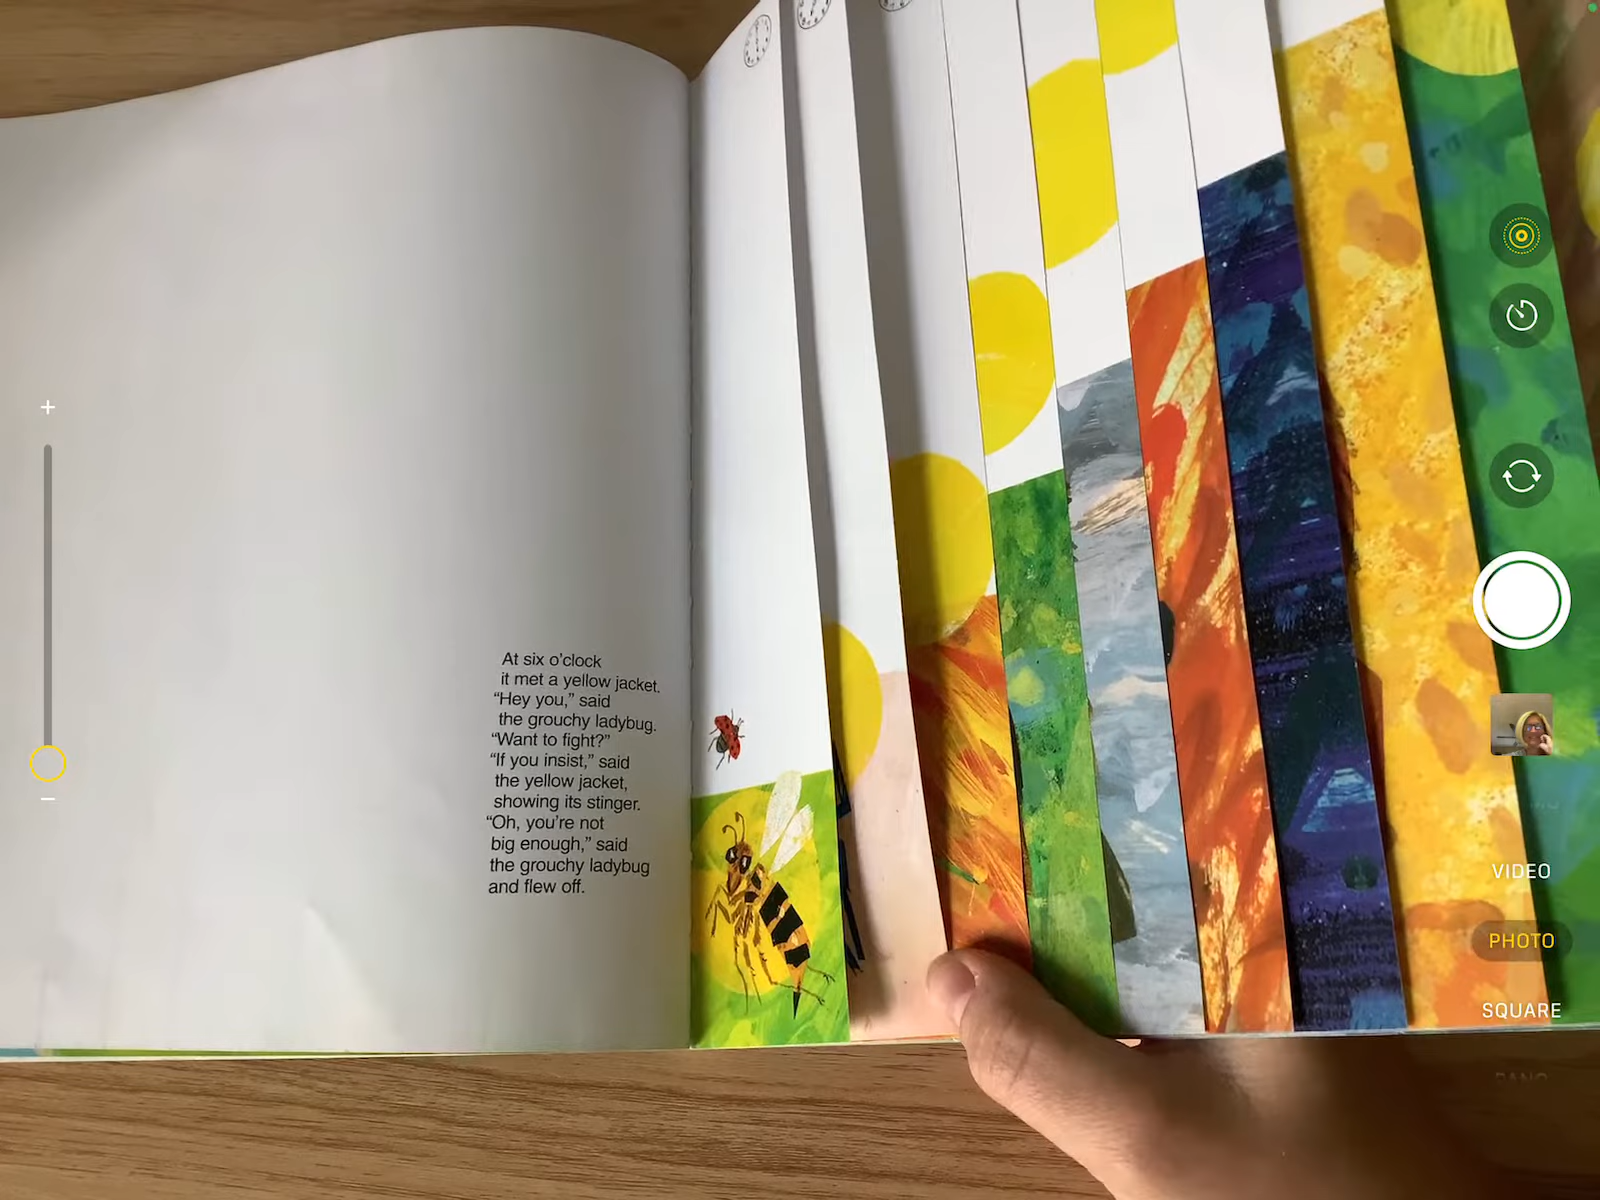 At six o'clock
it met a yellow jacket.
“Hey you,” said
the grouchy ladybug.
“Want to fight?”
“If you insist,” said
the yellow jacket,
showing its stinger.
“Oh, you're not
big enough,” said
the grouchy ladybug
and flew off.
VIDEO
PHOTO
SQUARE
PANO